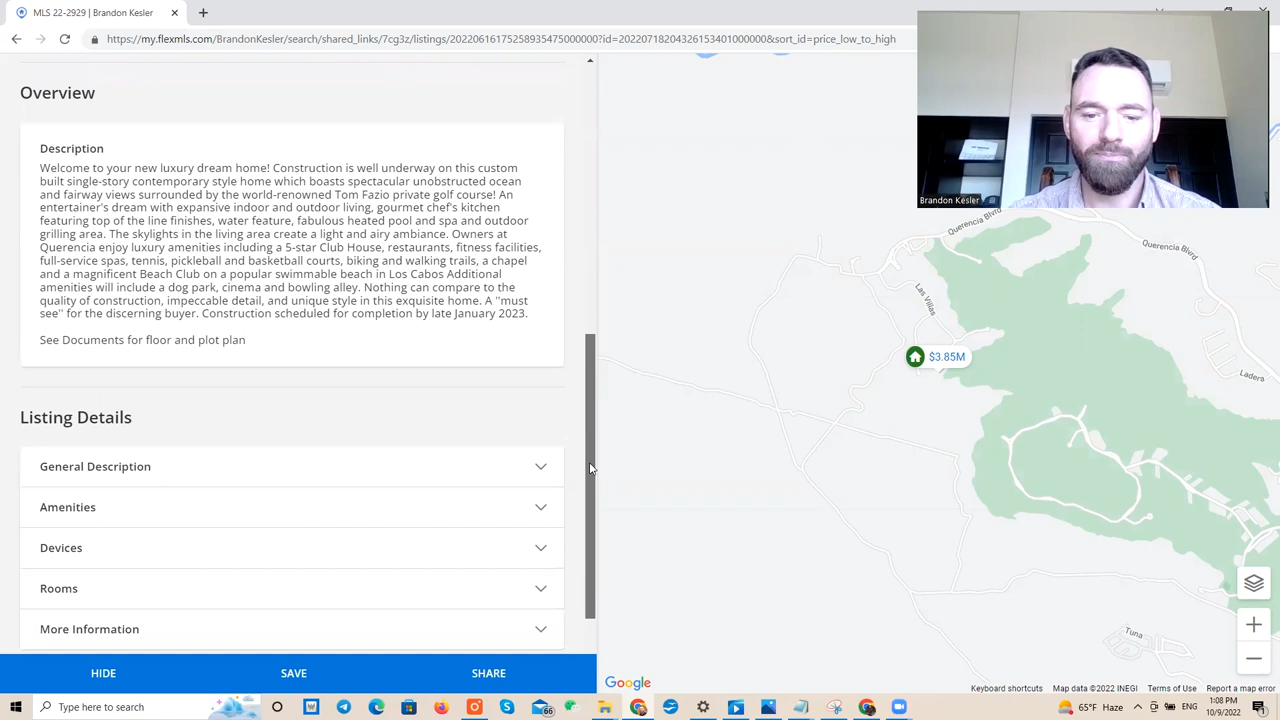 MLS 22-2929 | Brandon Kesler
https://my.flexmls.com/BrandonKesler/search/shared_links/7cg3z/listings/20220616175258935475000000?id=20220718204326153401000000&sort_id=price_low_to_high
Overview
Description
Welcome to your new luxury dream home! Construction is well underway on this custom
built single-story contemporary style home which boasts spectacular unobstructed ocean
and fairway views surrounded by the world-renowned Tom Fazio private golf course! An
entertainer's dream with expansive indoor and outdoor living, gourmet chef's kitchen
featuring top of the line finishes, water feature, fabulous heated pool and spa and outdoor
grilling area. The skylights in the living area create a light and airy ambiance. Owners at
Querencia enjoy luxury amenities including a 5-star Club House, restaurants, fitness facilities,
full-service spas, tennis, pickleball and basketball courts, biking and walking trails, a chapel
and a magnificent Beach Club on a popular swimmable beach in Los Cabos Additional
amenities will include a dog park, cinema and bowling alley. Nothing can compare to the
quality of construction, impeccable detail, and unique style in this exquisite home. A "must
see" for the discerning buyer. Construction scheduled for completion by late January 2023.
See Documents for floor and plot plan
Listing Details
General Description
Amenities
Devices
Rooms
More Information
HIDE
SAVE
SHARE
Brandon Kesler
Querencia Blvrd
Querencia Blvd
Las Villas
$3.85M
Ladera
Tuna
Google
Keyboard shortcuts
Map data ©2022 INEGI
Terms of Use
Report a map error
Type here to search
66
65°F Haze
ENG
1:08 PM
10/9/2022